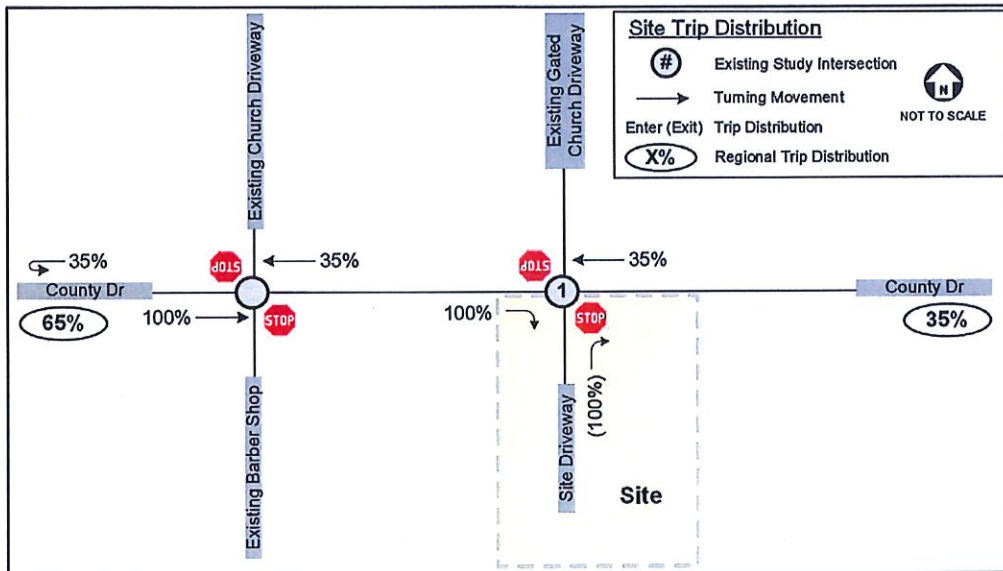 Site Trip Distribution
#
Existing Study Intersection
Turning Movement
Enter (Exit)
Trip Distribution
X%
Regional Trip Distribution
N
NOT TO SCALE
Existing Church Driveway
Existing Gated
Church Driveway
35%
STOP
35%
STOP
35%
County Dr
1
County Dr
65%
100%
STOP
100%
STOP
35%
(100%)
Existing Barber Shop
Site Driveway
Site